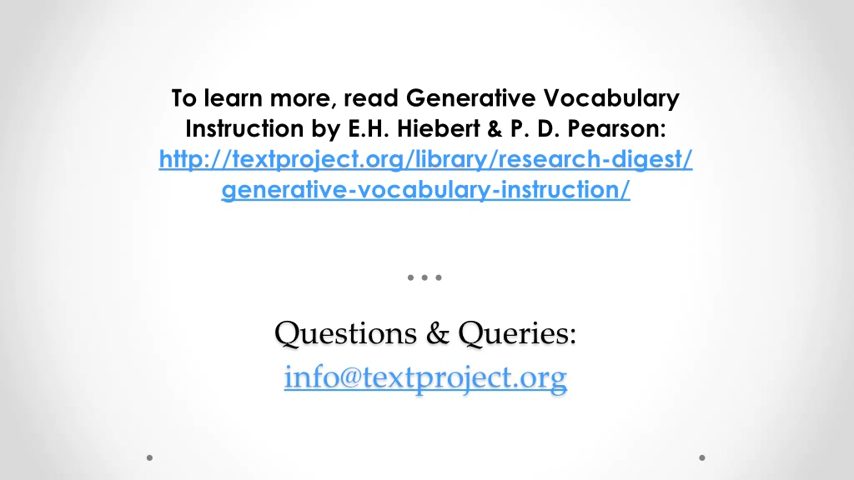 To learn more, read Generative Vocabulary
Instruction by E.H. Hiebert & P. D. Pearson:
http://textproject.org/library/research-digest/
generative-vocabulary-instruction/
Questions & Queries:
info@textproject.org